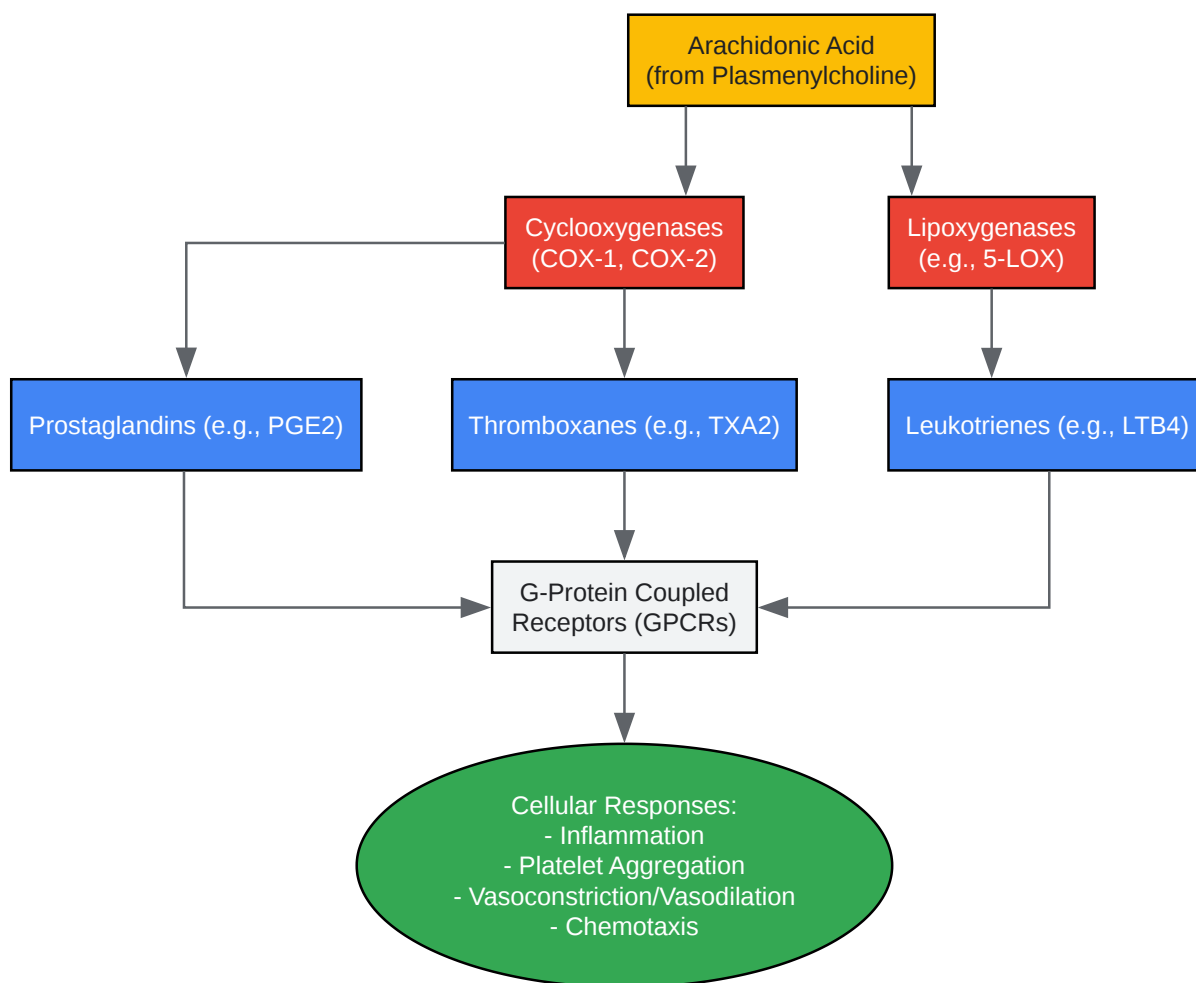 Arachidonic Acid
(from Plasmenylcholine)
Cyclooxygenases
(COX-1, COX-2)
Lipoxygenases
(e.g., 5-LOX)
Prostaglandins (e.g., PGE2)
Thromboxanes (e.g., TXA2)
Leukotrienes (e.g., LTB4)
G-Protein Coupled
Receptors (GPCRs)
Cellular Responses:
- Inflammation
- Platelet Aggregation
- Vasoconstriction/Vasodilation
- Chemotaxis